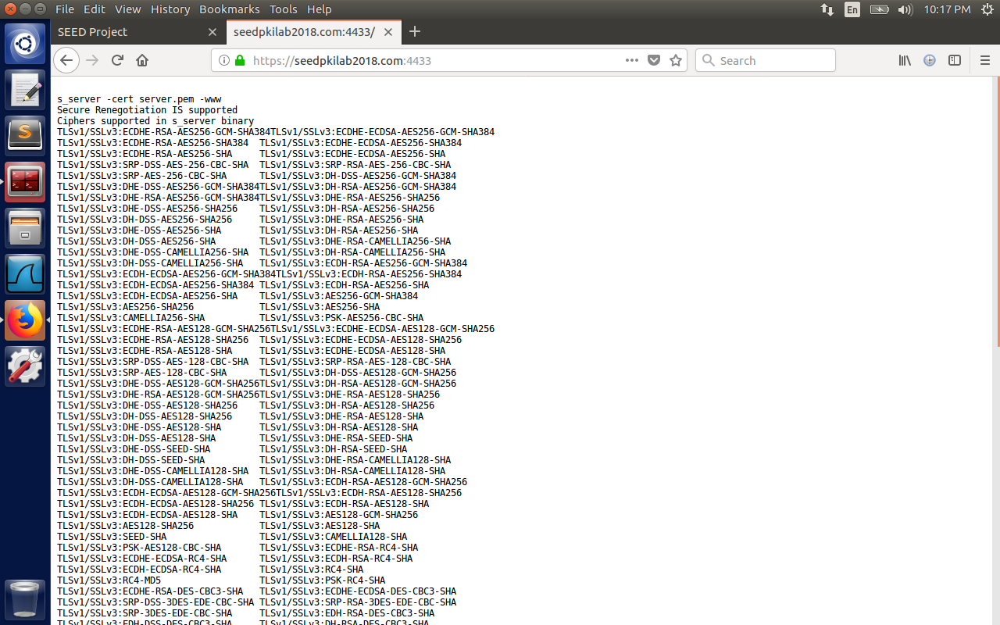 File Edit View History Bookmarks Tools Help
En 10:17 PM
SEED Project
seedpkilab2018.com:4433/
https://seedpkilab2018.com:4433
Search
s_server -cert server.pem -www
Secure Renegotiation IS supported
Ciphers supported in s_server binary
TLSv1/SSLv3:ECDHE-RSA-AES256-GCM-SHA384TLSv1/SSLv3:ECDHE-ECDSA-AES256-GCM-SHA384
TLSv1/SSLv3:ECDHE-RSA-AES256-SHA384 TLSv1/SSLv3:ECDHE-ECDSA-AES256-SHA384
TLSv1/SSLv3:ECDHE-RSA-AES256-SHA TLSv1/SSLv3:ECDHE-ECDSA-AES256-SHA
TLSv1/SSLv3:SRP-DSS-AES-256-CBC-SHA TLSv1/SSLv3:SRP-RSA-AES-256-CBC-SHA
TLSv1/SSLv3:SRP-AES-256-CBC-SHA TLSv1/SSLv3:DH-DSS-AES256-GCM-SHA384
TLSv1/SSLv3:DHE-DSS-AES256-GCM-SHA384TLSv1/SSLv3:DH-RSA-AES256-GCM-SHA384
TLSv1/SSLv3:DHE-RSA-AES256-GCM-SHA384TLSv1/SSLv3:DHE-RSA-AES256-SHA256
TLSv1/SSLv3:DHE-DSS-AES256-SHA256 TLSv1/SSLv3:DH-RSA-AES256-SHA256
TLSv1/SSLv3:DH-DSS-AES256-SHA256 TLSv1/SSLv3:DHE-RSA-AES256-SHA
TLSv1/SSLv3:DHE-DSS-AES256-SHA TLSv1/SSLv3:DH-RSA-AES256-SHA
TLSv1/SSLv3:DH-DSS-AES256-SHA TLSv1/SSLv3:DHE-RSA-CAMELLIA256-SHA
TLSv1/SSLv3:DHE-DSS-CAMELLIA256-SHA TLSv1/SSLv3:DH-RSA-CAMELLIA256-SHA
TLSv1/SSLv3:DH-DSS-CAMELLIA256-SHA TLSv1/SSLv3:ECDH-RSA-AES256-GCM-SHA384
TLSv1/SSLv3:ECDH-ECDSA-AES256-GCM-SHA384TLSv1/SSLv3:ECDH-RSA-AES256-SHA384
TLSv1/SSLv3:ECDH-ECDSA-AES256-SHA384 TLSv1/SSLv3:ECDH-RSA-AES256-SHA
TLSv1/SSLv3:ECDH-ECDSA-AES256-SHA TLSv1/SSLv3:AES256-GCM-SHA384
TLSv1/SSLv3:AES256-SHA256 TLSv1/SSLv3:AES256-SHA
TLSv1/SSLv3:CAMELLIA256-SHA TLSv1/SSLv3:PSK-AES256-CBC-SHA
TLSv1/SSLv3:ECDHE-RSA-AES128-GCM-SHA256TLSv1/SSLv3:ECDHE-ECDSA-AES128-GCM-SHA256
TLSv1/SSLv3:ECDHE-RSA-AES128-SHA256 TLSv1/SSLv3:ECDHE-ECDSA-AES128-SHA256
TLSv1/SSLv3:ECDHE-RSA-AES128-SHA TLSv1/SSLv3:ECDHE-ECDSA-AES128-SHA
TLSv1/SSLv3:SRP-DSS-AES-128-CBC-SHA TLSv1/SSLv3:SRP-RSA-AES-128-CBC-SHA
TLSv1/SSLv3:SRP-AES-128-CBC-SHA TLSv1/SSLv3:DH-DSS-AES128-GCM-SHA256
TLSv1/SSLv3:DHE-DSS-AES128-GCM-SHA256TLSv1/SSLv3:DH-RSA-AES128-GCM-SHA256
TLSv1/SSLv3:DHE-RSA-AES128-GCM-SHA256TLSv1/SSLv3:DHE-RSA-AES128-SHA256
TLSv1/SSLv3:DHE-DSS-AES128-SHA256 TLSv1/SSLv3:DH-RSA-AES128-SHA256
TLSv1/SSLv3:DH-DSS-AES128-SHA256 TLSv1/SSLv3:DHE-RSA-AES128-SHA
TLSv1/SSLv3:DHE-DSS-AES128-SHA TLSv1/SSLv3:DH-RSA-AES128-SHA
TLSv1/SSLv3:DH-DSS-AES128-SHA TLSv1/SSLv3:DHE-RSA-SEED-SHA
TLSv1/SSLv3:DHE-DSS-SEED-SHA TLSv1/SSLv3:DH-RSA-SEED-SHA
TLSv1/SSLv3:DH-DSS-SEED-SHA TLSv1/SSLv3:DHE-RSA-CAMELLIA128-SHA
TLSv1/SSLv3:DHE-DSS-CAMELLIA128-SHA TLSv1/SSLv3:DH-RSA-CAMELLIA128-SHA
TLSv1/SSLv3:DH-DSS-CAMELLIA128-SHA TLSv1/SSLv3:ECDH-RSA-AES128-GCM-SHA256
TLSv1/SSLv3:ECDH-ECDSA-AES128-GCM-SHA256TLSv1/SSLv3:ECDH-RSA-AES128-SHA256
TLSv1/SSLv3:ECDH-ECDSA-AES128-SHA256 TLSv1/SSLv3:ECDH-RSA-AES128-SHA
TLSv1/SSLv3:ECDH-ECDSA-AES128-SHA TLSv1/SSLv3:AES128-GCM-SHA256
TLSv1/SSLv3:AES128-SHA256 TLSv1/SSLv3:AES128-SHA
TLSv1/SSLv3:SEED-SHA TLSv1/SSLv3:CAMELLIA128-SHA
TLSv1/SSLv3:PSK-AES128-CBC-SHA TLSv1/SSLv3:ECDHE-RSA-RC4-SHA
TLSv1/SSLv3:ECDHE-ECDSA-RC4-SHA TLSv1/SSLv3:ECDH-RSA-RC4-SHA
TLSv1/SSLv3:ECDH-ECDSA-RC4-SHA TLSv1/SSLv3:RC4-SHA
TLSv1/SSLv3:RC4-MD5 TLSv1/SSLv3:PSK-RC4-SHA
TLSv1/SSLv3:ECDHE-RSA-DES-CBC3-SHA TLSv1/SSLv3:ECDHE-ECDSA-DES-CBC3-SHA
TLSv1/SSLv3:SRP-DSS-3DES-EDE-CBC-SHA TLSv1/SSLv3:SRP-RSA-3DES-EDE-CBC-SHA
TLSv1/SSLv3:SRP-3DES-EDE-CBC-SHA TLSv1/SSLv3:EDH-RSA-DES-CBC3-SHA
TLSv1/SSLv3:EDH-DSS-DES-CBC3-SHA TLSv1/SSLv3:DH-RSA-DES-CBC3-SHA